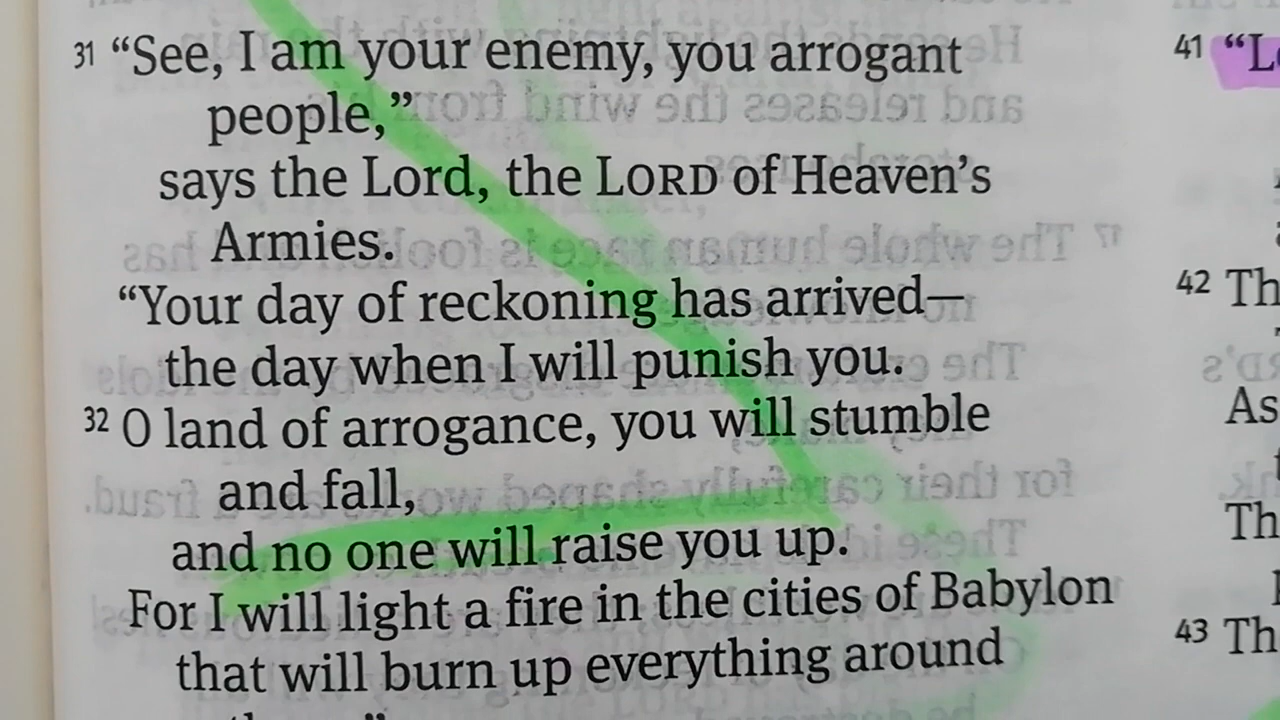 31 “See, I am your enemy, you arrogant
people,”
says the Lord, the LORD of Heaven’s
Armies.
“Your day of reckoning has arrived—
the day when I will punish you.
32 O land of arrogance, you will stumble
and fall,
and no one will raise you up.
For I will light a fire in the cities of Babylon
that will burn up everything around
41
42 Th
As
Th
43 Th